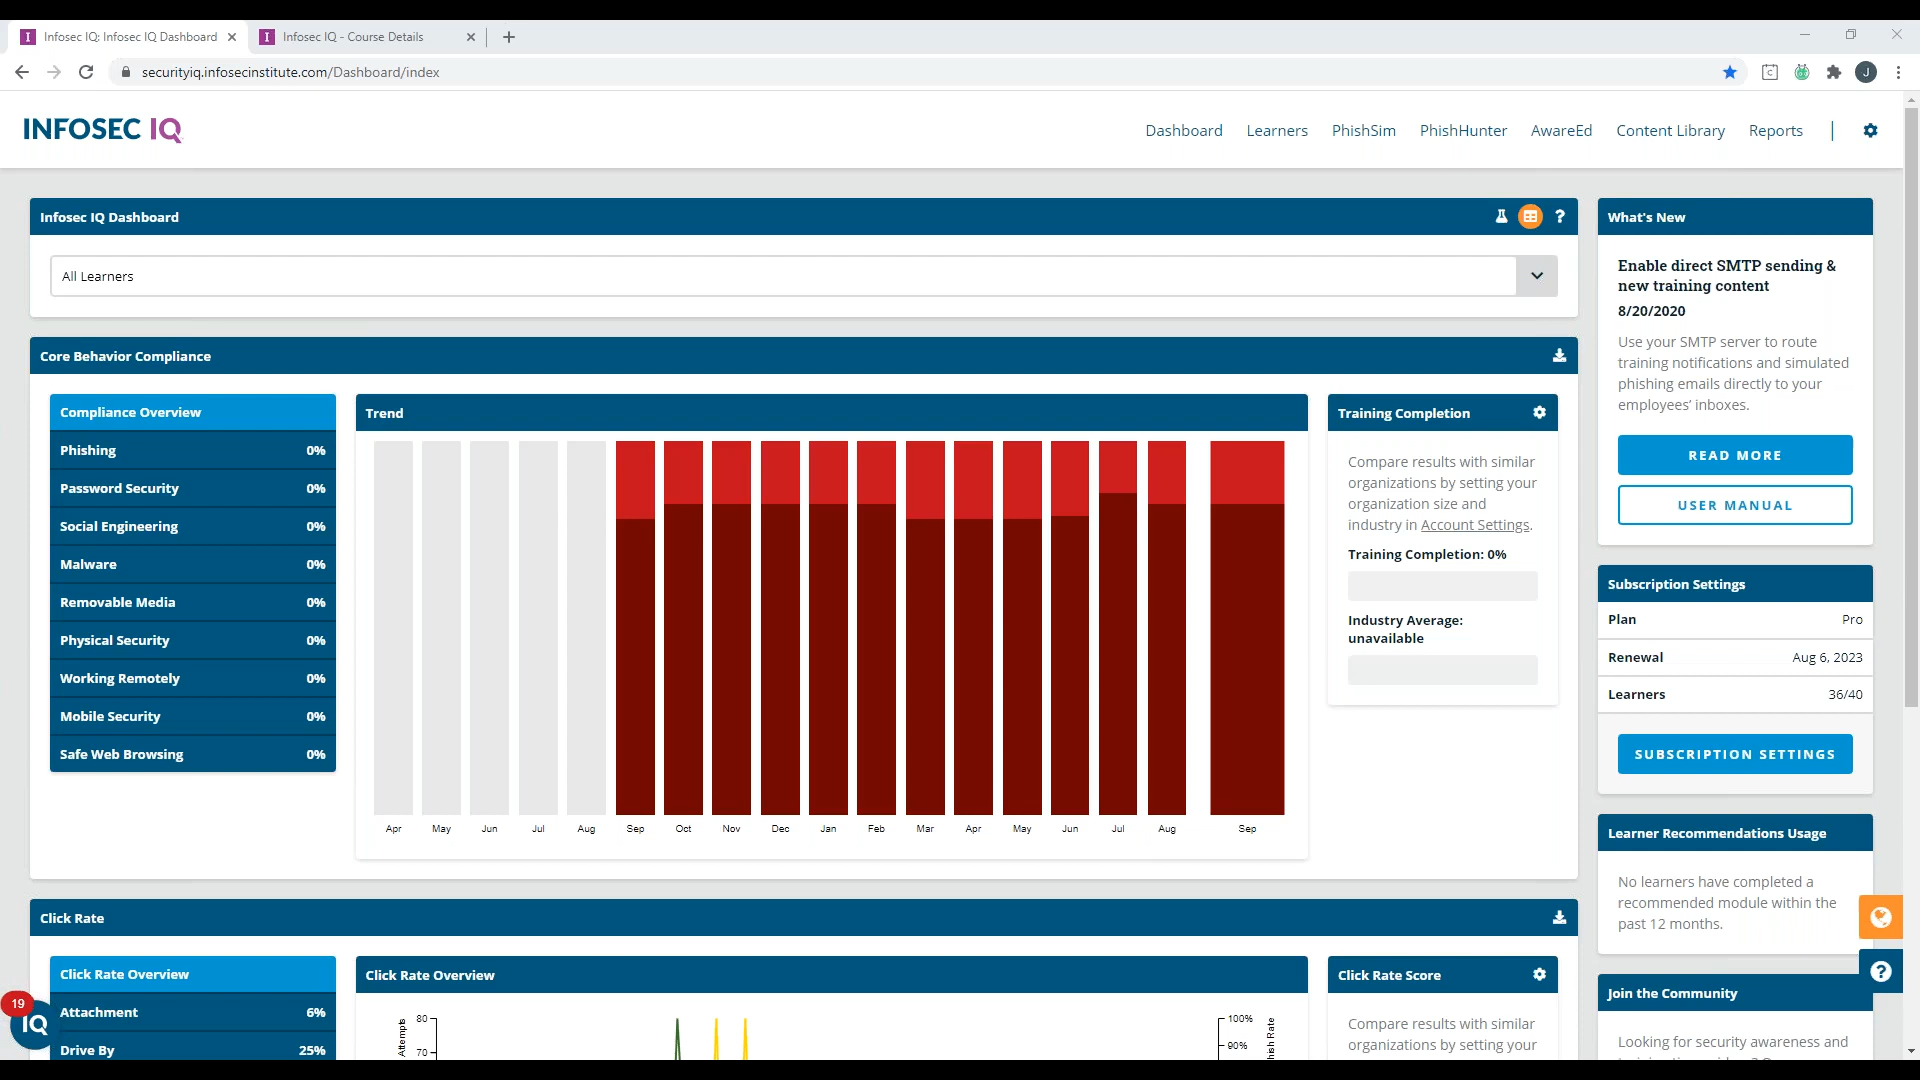 Infosec IQ: Infosec IQ Dashboard
Infosec IQ - Course Details
securityiq.infosecinstitute.com/Dashboard/index
J
INFOSEC IQ
Dashboard
Learners
PhishSim
PhishHunter
AwareEd
Content Library
Reports
Infosec IQ Dashboard
?
All Learners
Core Behavior Compliance
Compliance Overview
Phishing 0%
Password Security 0%
Social Engineering 0%
Malware 0%
Removable Media 0%
Physical Security 0%
Working Remotely 0%
Mobile Security 0%
Safe Web Browsing 0%
Trend
Apr May Jun Jul Aug Sep Oct Nov Dec Jan Feb Mar Apr May Jun Jul Aug Sep
Training Completion
Compare results with similar
organizations by setting your
organization size and
industry in Account Settings.
Training Completion: 0%
Industry Average:
unavailable
Click Rate
Click Rate Overview
Attachment 6%
Drive By 25%
19
IQ
Click Rate Overview
Attempts
80
70
100%
90%
Click Rate Score
Compare results with similar
organizations by setting your
What's New
Enable direct SMTP sending &
new training content
8/20/2020
Use your SMTP server to route
training notifications and simulated
phishing emails directly to your
employees’ inboxes.
READ MORE
USER MANUAL
Subscription Settings
Plan Pro
Renewal Aug 6, 2023
Learners 36/40
SUBSCRIPTION SETTINGS
Learner Recommendations Usage
No learners have completed a
recommended module within the
past 12 months.
?
Join the Community
Looking for security awareness and